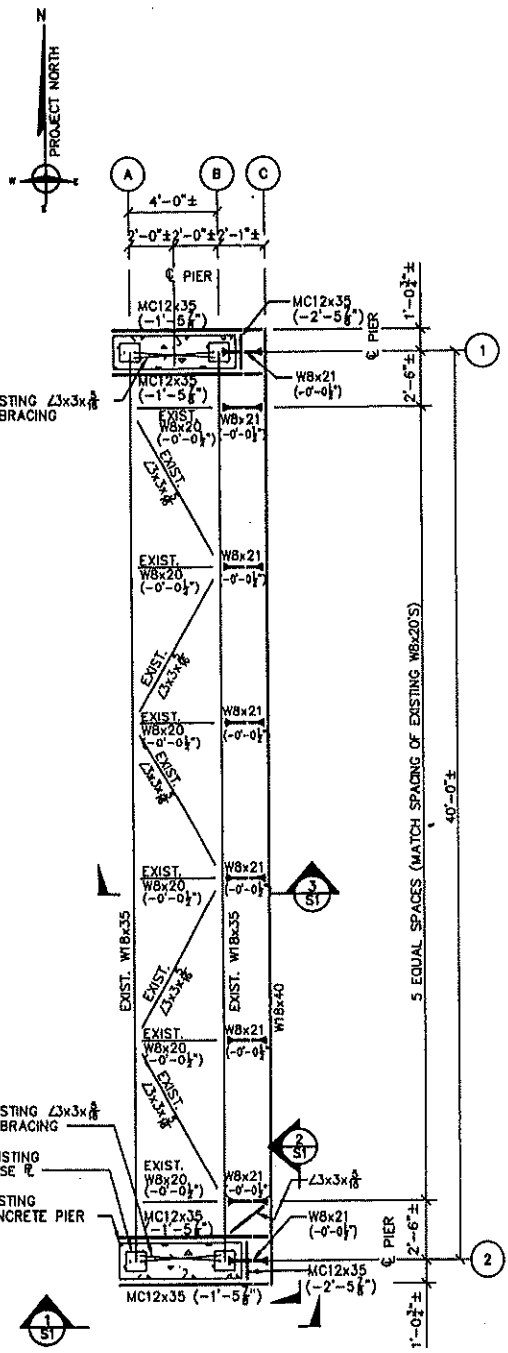 N
PROJECT NORTH
W
E
S
A
B
C
4'-0"±
2'-0"±
2'-0"±
2'-1"±
℄ PIER
MC12x35
(-1'-5⅞")
MC12x35
(-2'-5⅞")
℄ PIER
1'-0¾"±
1
W8x21
(-0'-0½")
2'-6"±
STING ∠3x3x5/16
BRACING
MC12x35
(-1'-5⅞")
EXIST.
W8x20
(-0'-0½")
W8x21
(-0'-0½")
EXIST.
∠3x3x5/16
EXIST.
W8x20
(-0'-0½")
W8x21
(-0'-0½")
EXIST.
∠3x3x5/16
EXIST.
W8x20
(-0'-0½")
W8x21
(-0'-0½")
EXIST.
∠3x3x5/16
5 EQUAL SPACES (MATCH SPACING OF EXISTING W8x20'S)
40'-0"±
EXIST.
W8x20
(-0'-0½")
W8x21
(-0'-0½")
3
S1
EXIST. W18x35
EXIST. W18x35
W18x40
EXIST.
∠3x3x5/16
EXIST.
W8x20
(-0'-0½")
W8x21
(-0'-0½")
EXIST.
∠3x3x5/16
STING ∠3x3x5/16
BRACING
2
S1
ISTING
SE ℞
EXIST.
W8x20
(-0'-0½")
W8x21
(-0'-0½")
∠3x3x5/16
ISTING
NCRETE PIER
MC12x35
(-1'-5⅞")
W8x21
(-0'-0½")
℄ PIER
2'-6"±
2
MC12x35
(-2'-5⅞")
MC12x35 (-1'-5⅞")
1'-0¾"±
1
S1